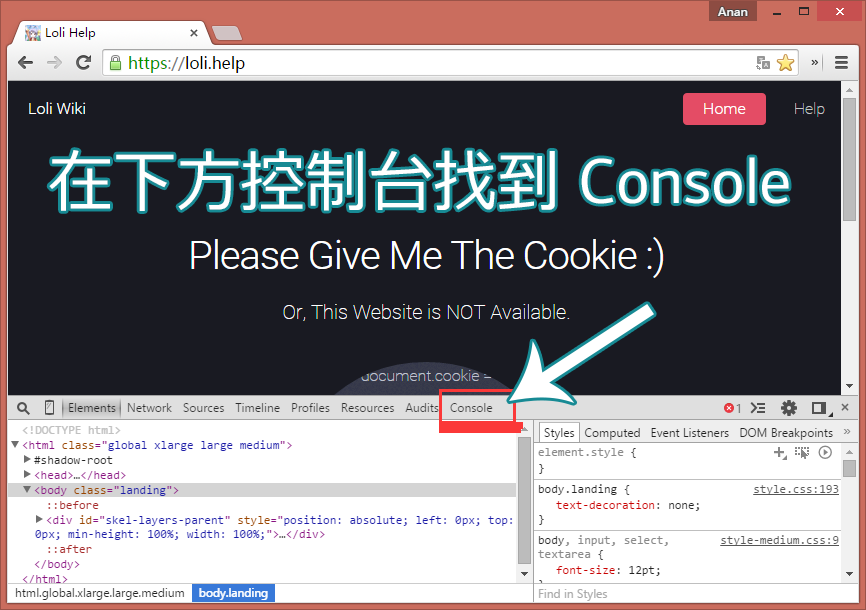 Anan
Loli Help
https://loli.help
Loli Wiki
Home
Help
在下方控制台找到 Console
Please Give Me The Cookie :)
Or, This Website is NOT Available.
document.cookie =
Elements Network Sources Timeline Profiles Resources Audits Console
1
<!DOCTYPE html>
<html class="global xlarge large medium">
#shadow-root
<head>…</head>
<body class="landing">
::before
<div id="skel-layers-parent" style="position: absolute; left: 0px; top:
0px; min-height: 100%; width: 100%;">…</div>
::after
</body>
</html>
html.global.xlarge.large.medium body.landing
Styles Computed Event Listeners DOM Breakpoints »
element.style {
}
body.landing { style.css:193
text-decoration: none;
}
body, input, select, style-medium.css:9
textarea {
font-size: 12pt;
Find in Styles